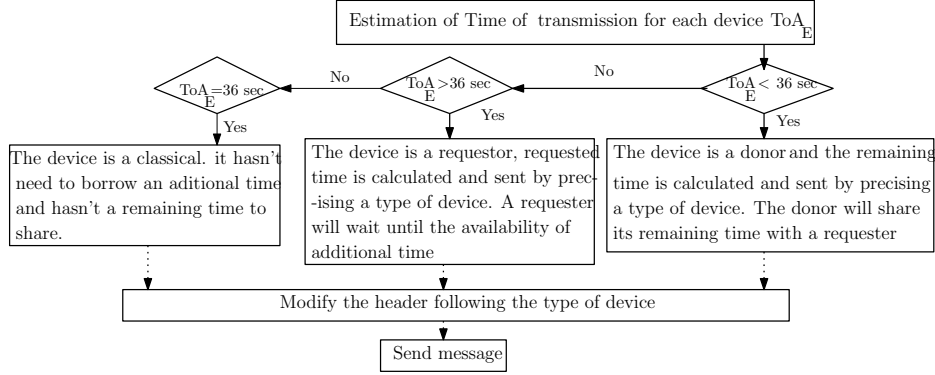 Estimation of Time of transmission for each device ToA_E
ToA_E < 36 sec
No
Yes
ToA_E >36 sec
No
Yes
ToA_E =36 sec
Yes
The device is a classical. it hasn't
need to borrow an aditional time
and hasn't a remaining time to
share.
The device is a requestor, requested
time is calculated and sent by prec-
-ising a type of device. A requester
will wait until the availability of
additional time
The device is a donor and the remaining
time is calculated and sent by precising
a type of device. The donor will share
its remaining time with a requester
Modify the header following the type of device
Send message